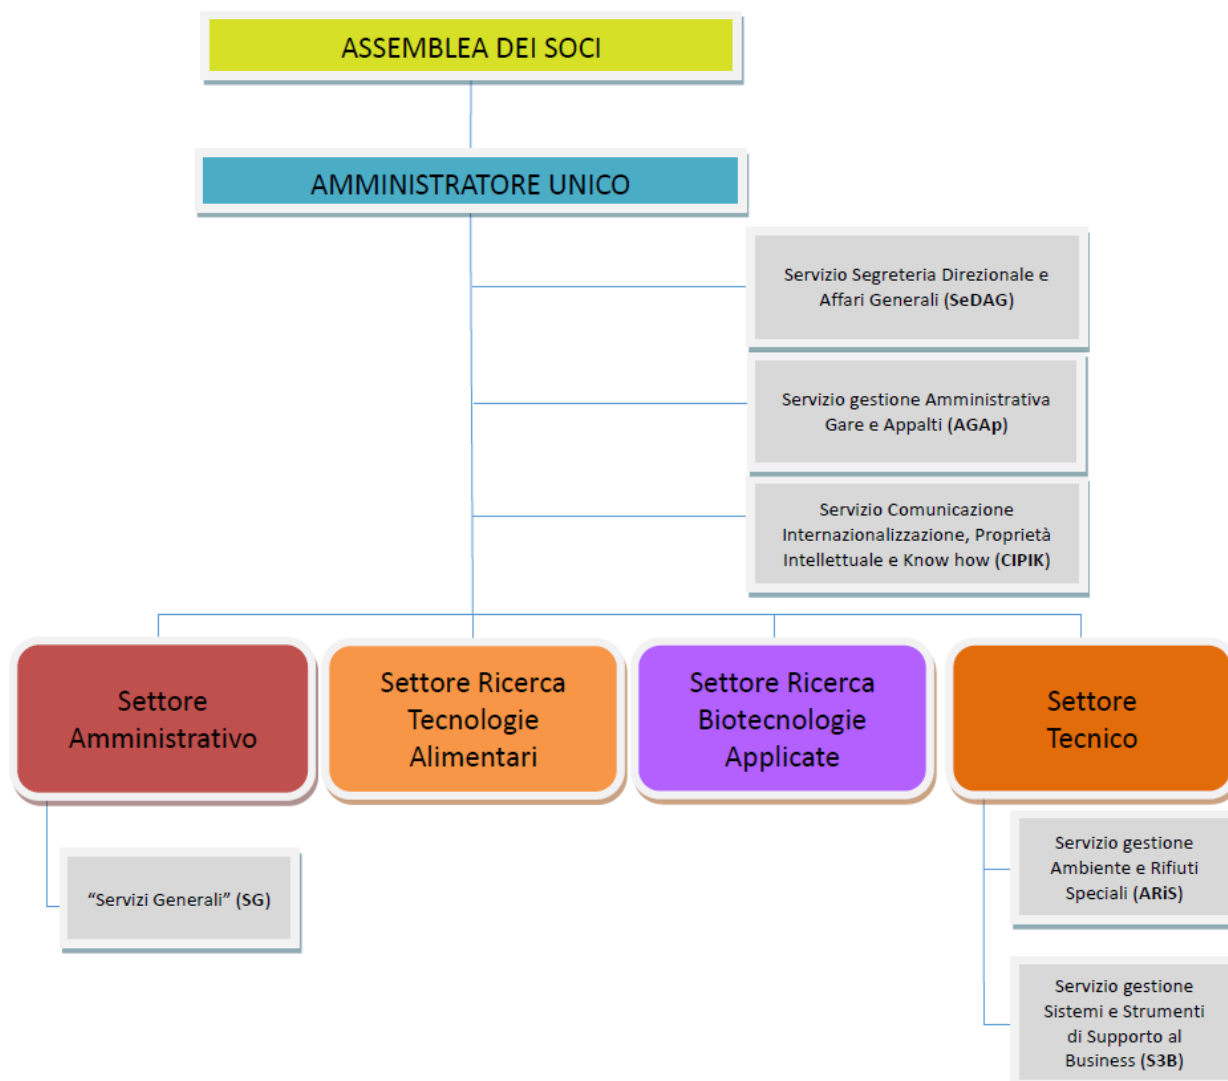 ASSEMBLEA DEI SOCI
AMMINISTRATORE UNICO
Servizio Segreteria Direzionale e
Affari Generali (SeDAG)
Servizio gestione Amministrativa
Gare e Appalti (AGAp)
Servizio Comunicazione
Internazionalizzazione, Proprietà
Intellettuale e Know how (CIPIK)
Settore
Amministrativo
Settore Ricerca
Tecnologie
Alimentari
Settore Ricerca
Biotecnologie
Applicate
Settore
Tecnico
“Servizi Generali” (SG)
Servizio gestione
Ambiente e Rifiuti
Speciali (ARiS)
Servizio gestione
Sistemi e Strumenti
di Supporto al
Business (S3B)